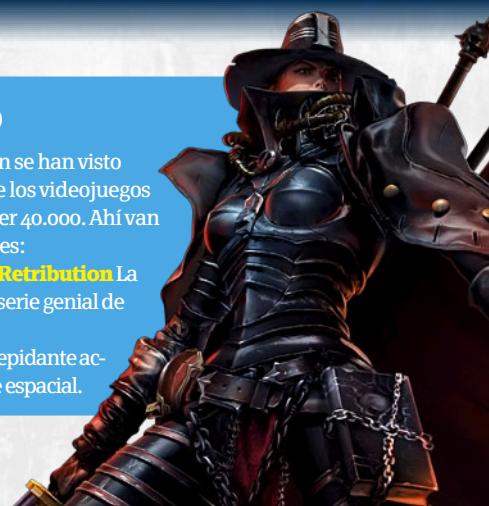 n se han visto
e los videojuegos
er 40.000. Ahí van
es:
Retribution La
serie genial de
epidante ac-
e espacial.